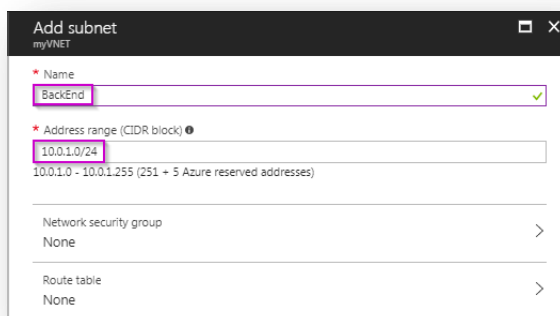 Add subnet
myVNET
* Name
BackEnd
* Address range (CIDR block)
10.0.1.0/24
10.0.1.0 - 10.0.1.255 (251 + 5 Azure reserved addresses)
Network security group
None
Route table
None